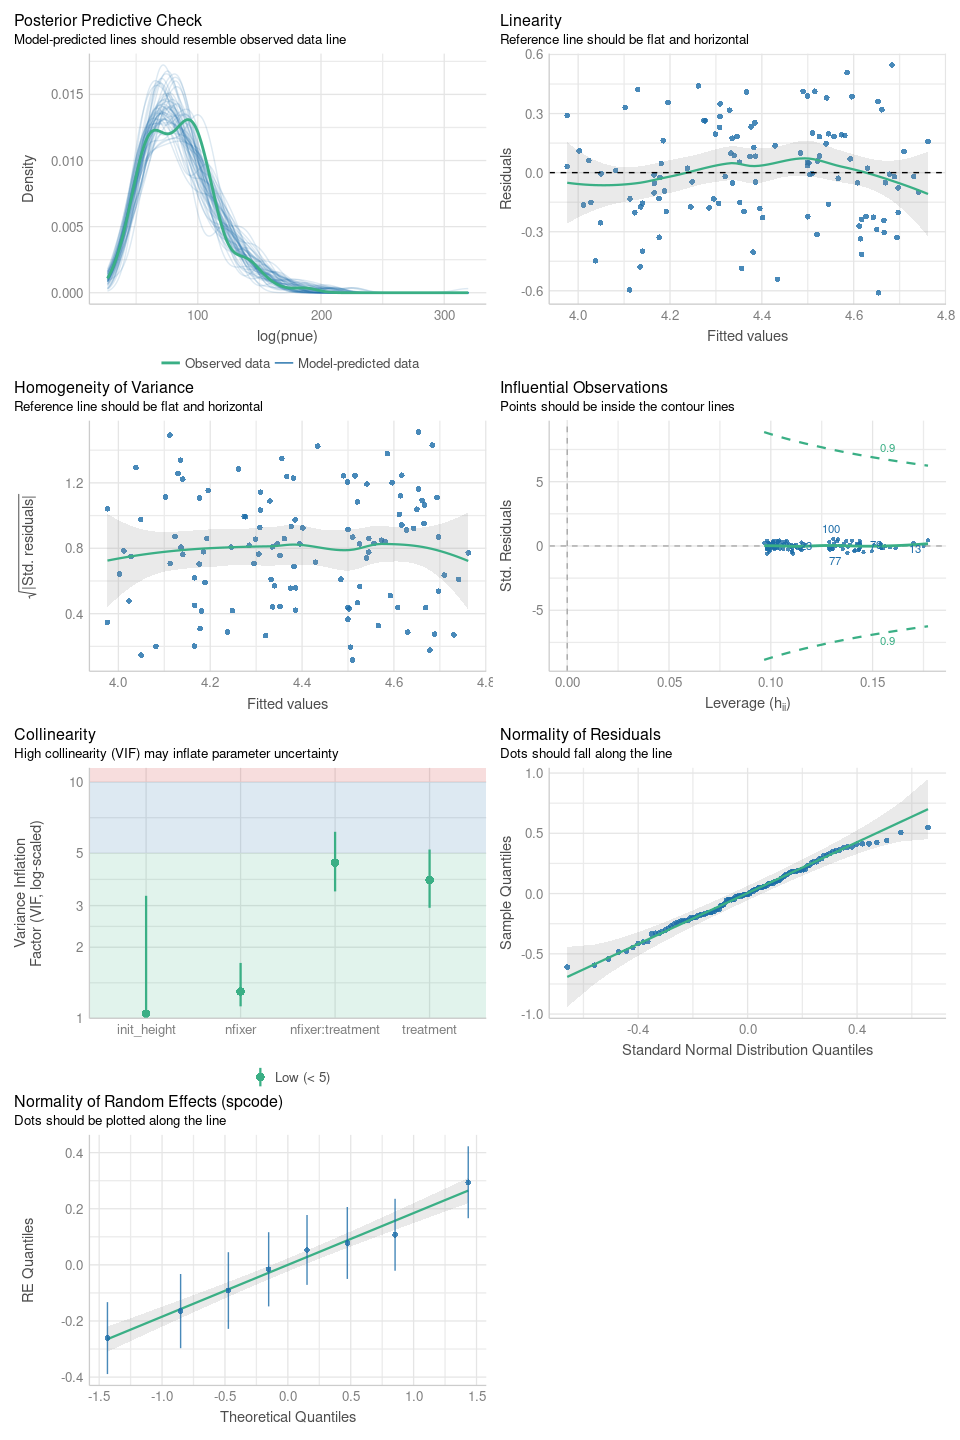 Posterior Predictive Check
Model-predicted lines should resemble observed data line
0.015
0.010
0.005
0.000
Density
100
200
300
log(pnue)
Observed data
Model-predicted data
Linearity
Reference line should be flat and horizontal
0.6
0.3
0.0
-0.3
-0.6
Residuals
4.0
4.2
4.4
4.6
4.8
Fitted values
Homogeneity of Variance
Reference line should be flat and horizontal
1.2
0.8
0.4
√|Std. residuals|
4.0
4.2
4.4
4.6
Fitted values
Influential Observations
Points should be inside the contour lines
5
0
-5
Std. Residuals
0.9
100
77
13
0.9
0.00
0.05
0.10
0.15
Leverage (hii)
Collinearity
High collinearity (VIF) may inflate parameter uncertainty
10
5
3
2
1
Variance Inflation
Factor (VIF, log-scaled)
init_height
nfixer
nfixer:treatment
treatment
Low (< 5)
Normality of Residuals
Dots should fall along the line
1.0
0.5
0.0
-0.5
-1.0
Sample Quantiles
-0.4
0.0
0.4
Standard Normal Distribution Quantiles
Normality of Random Effects (spcode)
Dots should be plotted along the line
0.4
0.2
0.0
-0.2
-0.4
RE Quantiles
-1.5
-1.0
-0.5
0.0
0.5
1.0
1.5
Theoretical Quantiles